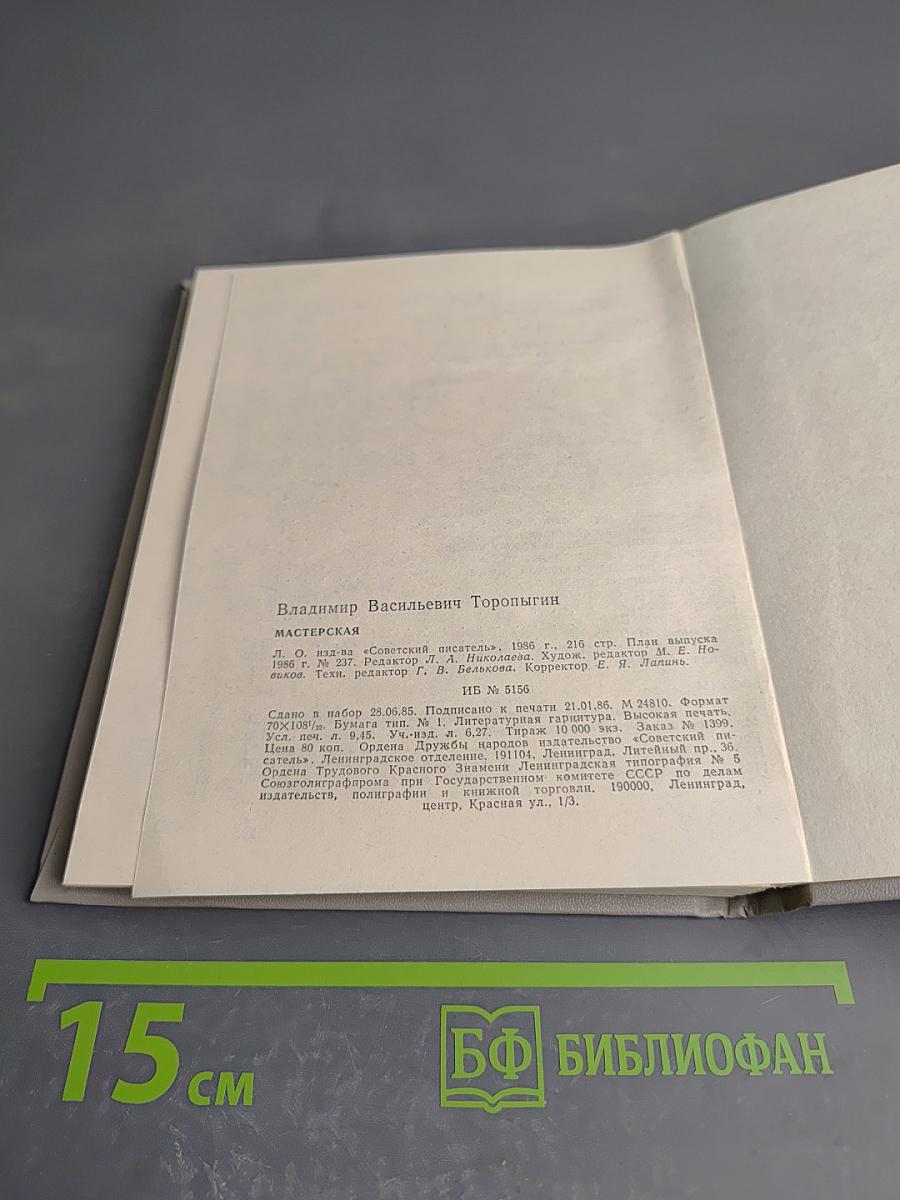 Владимир Васильевич Торопыгин
МАСТЕРСКАЯ
Л. О. изд-ва «Советский писатель», 1986 г., 216 стр. План выпуска
1986 г. № 237. Редактор Л. А. Николаева. Худож. редактор М. Е. Но-
виков. Техн. редактор Г. В. Белькова. Корректор Е. Я. Лапинь.
ИБ № 5156
Сдано в набор 28.06.85. Подписано к печати 21.01.86. М 24810. Формат
70×108¹/₃₂. Бумага тип. № 1. Литературная гарнитура. Высокая печать.
Усл. печ. л. 9,45. Уч.-изд. л. 6,27. Тираж 10 000 экз. Заказ № 1399.
Цена 80 коп. Ордена Дружбы народов издательство «Советский пи-
сатель». Ленинградское отделение. 191104, Ленинград, Литейный пр., 36.
Ордена Трудового Красного Знамени Ленинградская типография № 5
Союзполиграфпрома при Государственном комитете СССР по делам
издательств, полиграфии и книжной торговли. 190000, Ленинград,
центр, Красная ул., 1/3.
15 см
БФ БИБЛИОФАН